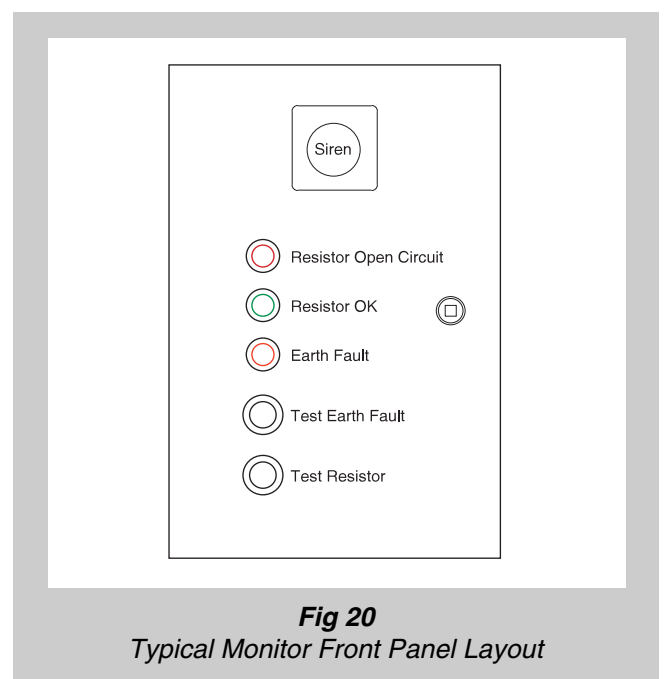 Siren
Resistor Open Circuit
Resistor OK
Earth Fault
Test Earth Fault
Test Resistor
Fig 20
Typical Monitor Front Panel Layout